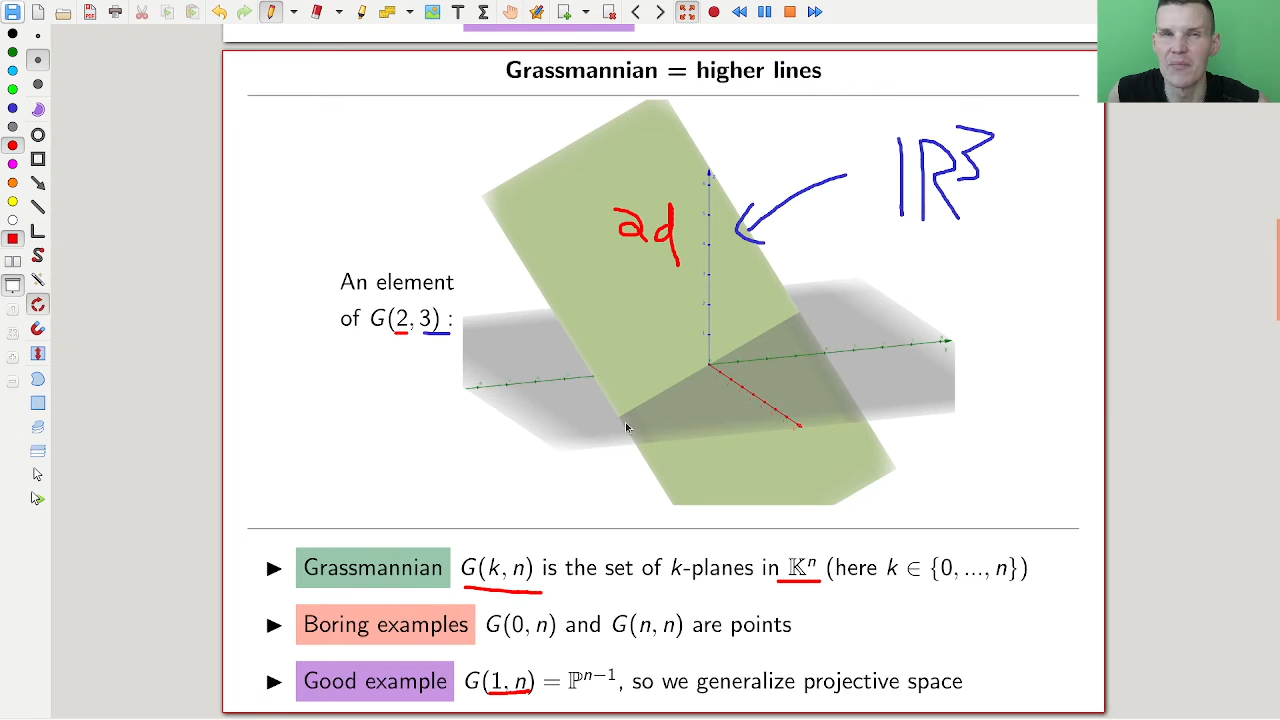 Grassmannian = higher lines
ℝ³
2d
An element
of G(2, 3) :
▶ Grassmannian G(k, n) is the set of k-planes in 𝕂ⁿ (here k ∈ {0, ..., n})
▶ Boring examples G(0, n) and G(n, n) are points
▶ Good example G(1, n) = ℙⁿ⁻¹, so we generalize projective space